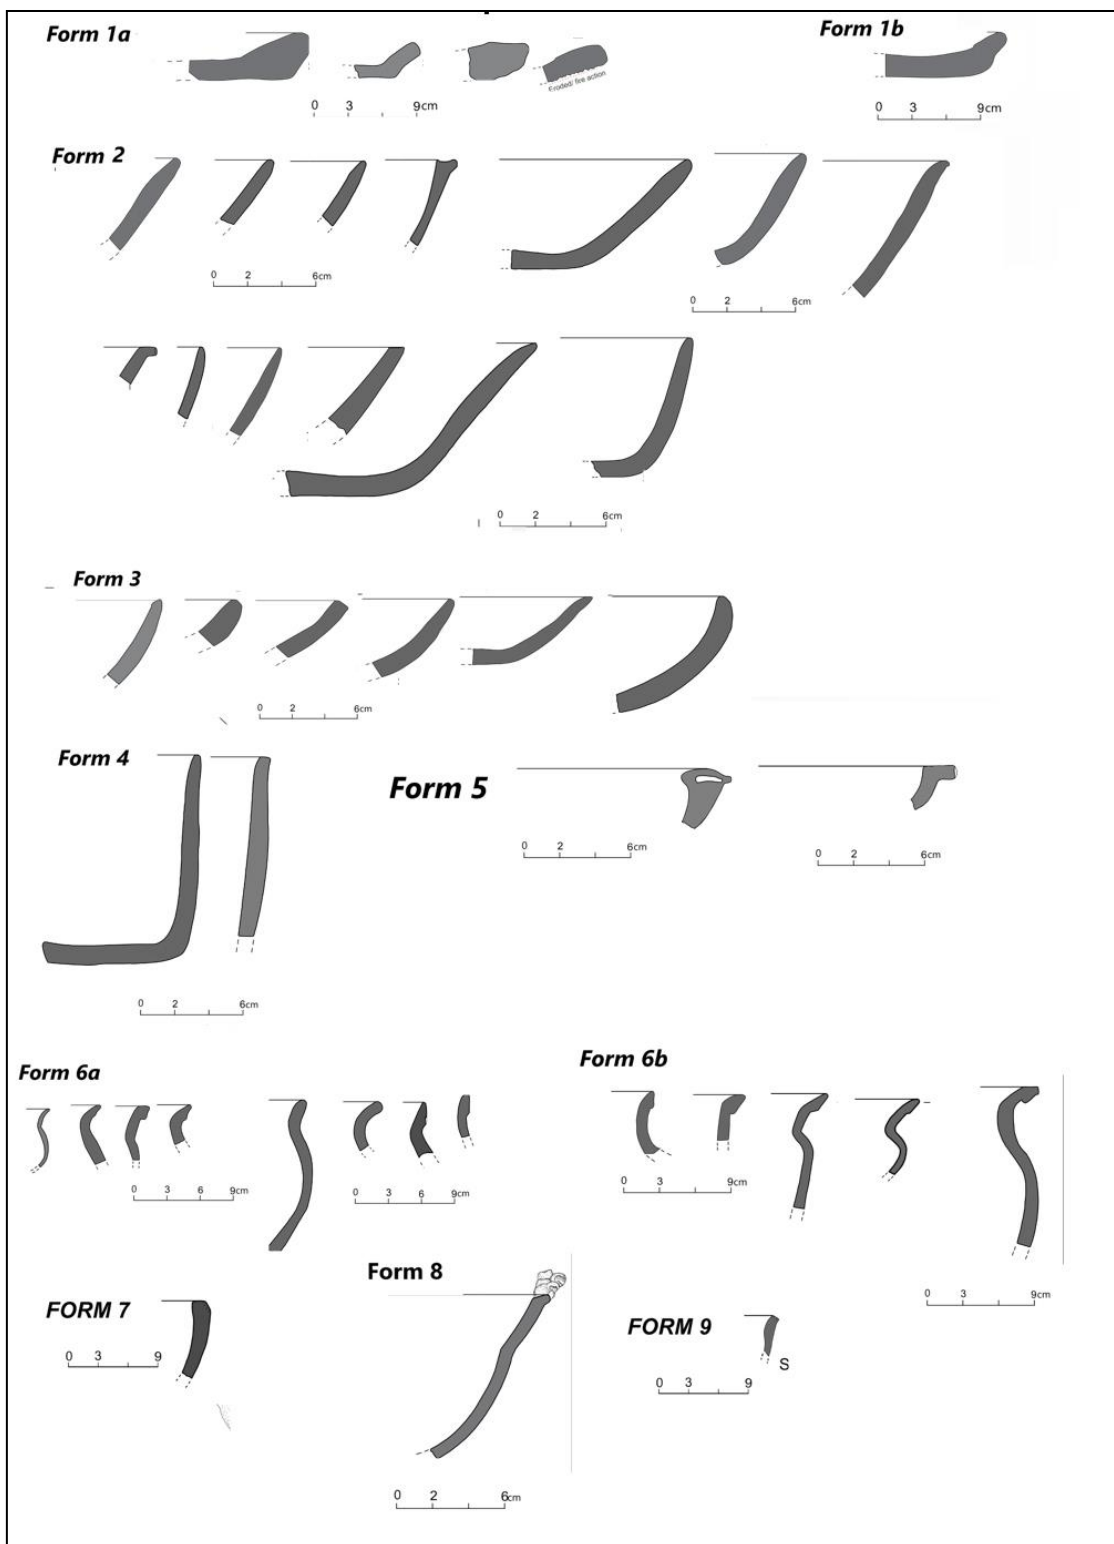 Form 1a
Form 1b
Eroded/ fire action
0 3 9cm
0 3 9cm
Form 2
0 2 6cm
0 2 6cm
0 2 6cm
Form 3
0 2 6cm
Form 4
Form 5
0 2 6cm
0 2 6cm
0 2 6cm
Form 6a
Form 6b
0 3 6 9cm
0 3 6 9cm
0 3 9cm
0 3 9cm
Form 8
FORM 7
0 3 9
FORM 9
S
0 3 9
0 2 6cm